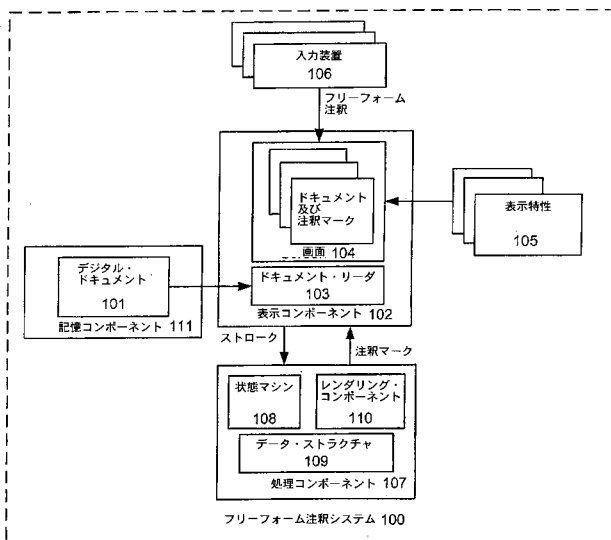 入力装置
106
フリーフォーム
注釈
ドキュメント
及び
注釈マーク
画面 104
表示特性
105
デジタル・
ドキュメント
101
記憶コンポーネント 111
ドキュメント・リーダ
103
表示コンポーネント 102
ストローク
注釈マーク
状態マシン
108
レンダリング・
コンポーネント
110
データ・ストラクチャ
109
処理コンポーネント 107
フリーフォーム注釈システム 100